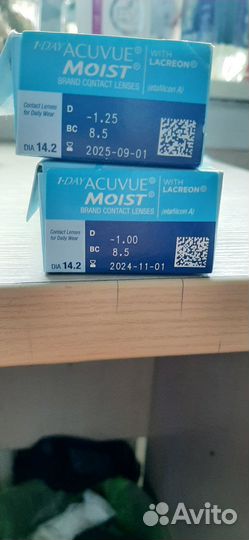 1-DAY ACUVUE®
MOIST®
BRAND CONTACT LENSES
WITH
LACREON®
(etafilcon A)
Contact Lenses
for Daily Wear
D
-1.25
BC
8.5
2025-09-01
DIA 14.2
1-DAY ACUVUE®
MOIST®
BRAND CONTACT LENSES
WITH
LACREON®
(etafilcon A)
Contact Lenses
for Daily Wear
D
-1.00
BC
8.5
2024-11-01
DIA 14.2
Avito